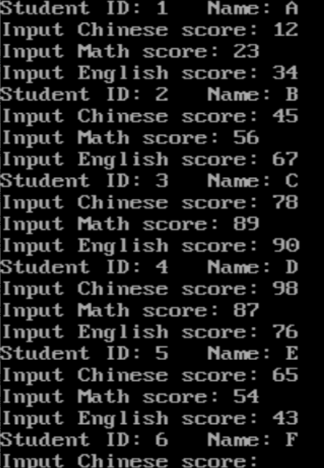 Student ID: 1   Name: A
Input Chinese score: 12
Input Math score: 23
Input English score: 34
Student ID: 2   Name: B
Input Chinese score: 45
Input Math score: 56
Input English score: 67
Student ID: 3   Name: C
Input Chinese score: 78
Input Math score: 89
Input English score: 90
Student ID: 4   Name: D
Input Chinese score: 98
Input Math score: 87
Input English score: 76
Student ID: 5   Name: E
Input Chinese score: 65
Input Math score: 54
Input English score: 43
Student ID: 6   Name: F
Input Chinese score: